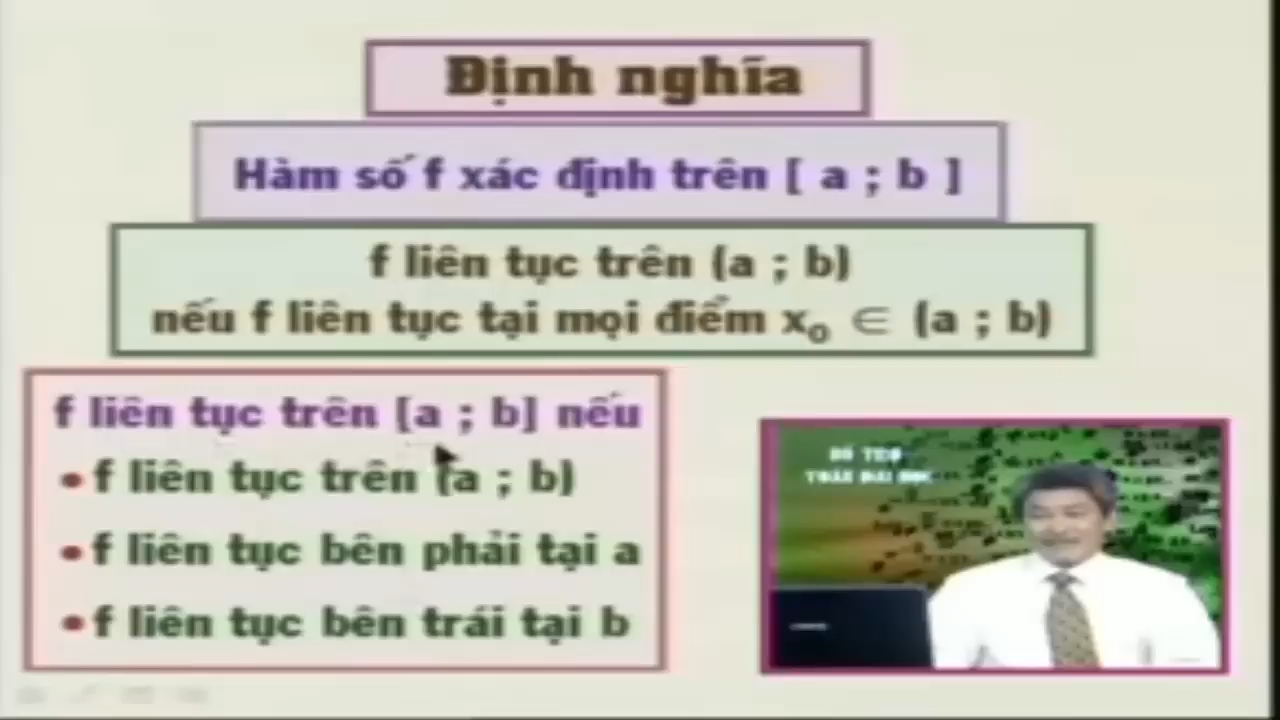 Định nghĩa
Hàm số f xác định trên [ a ; b ]
f liên tục trên (a ; b)
nếu f liên tục tại mọi điểm x₀ ∈ (a ; b)
f liên tục trên [a ; b] nếu
• f liên tục trên (a ; b)
• f liên tục bên phải tại a
• f liên tục bên trái tại b